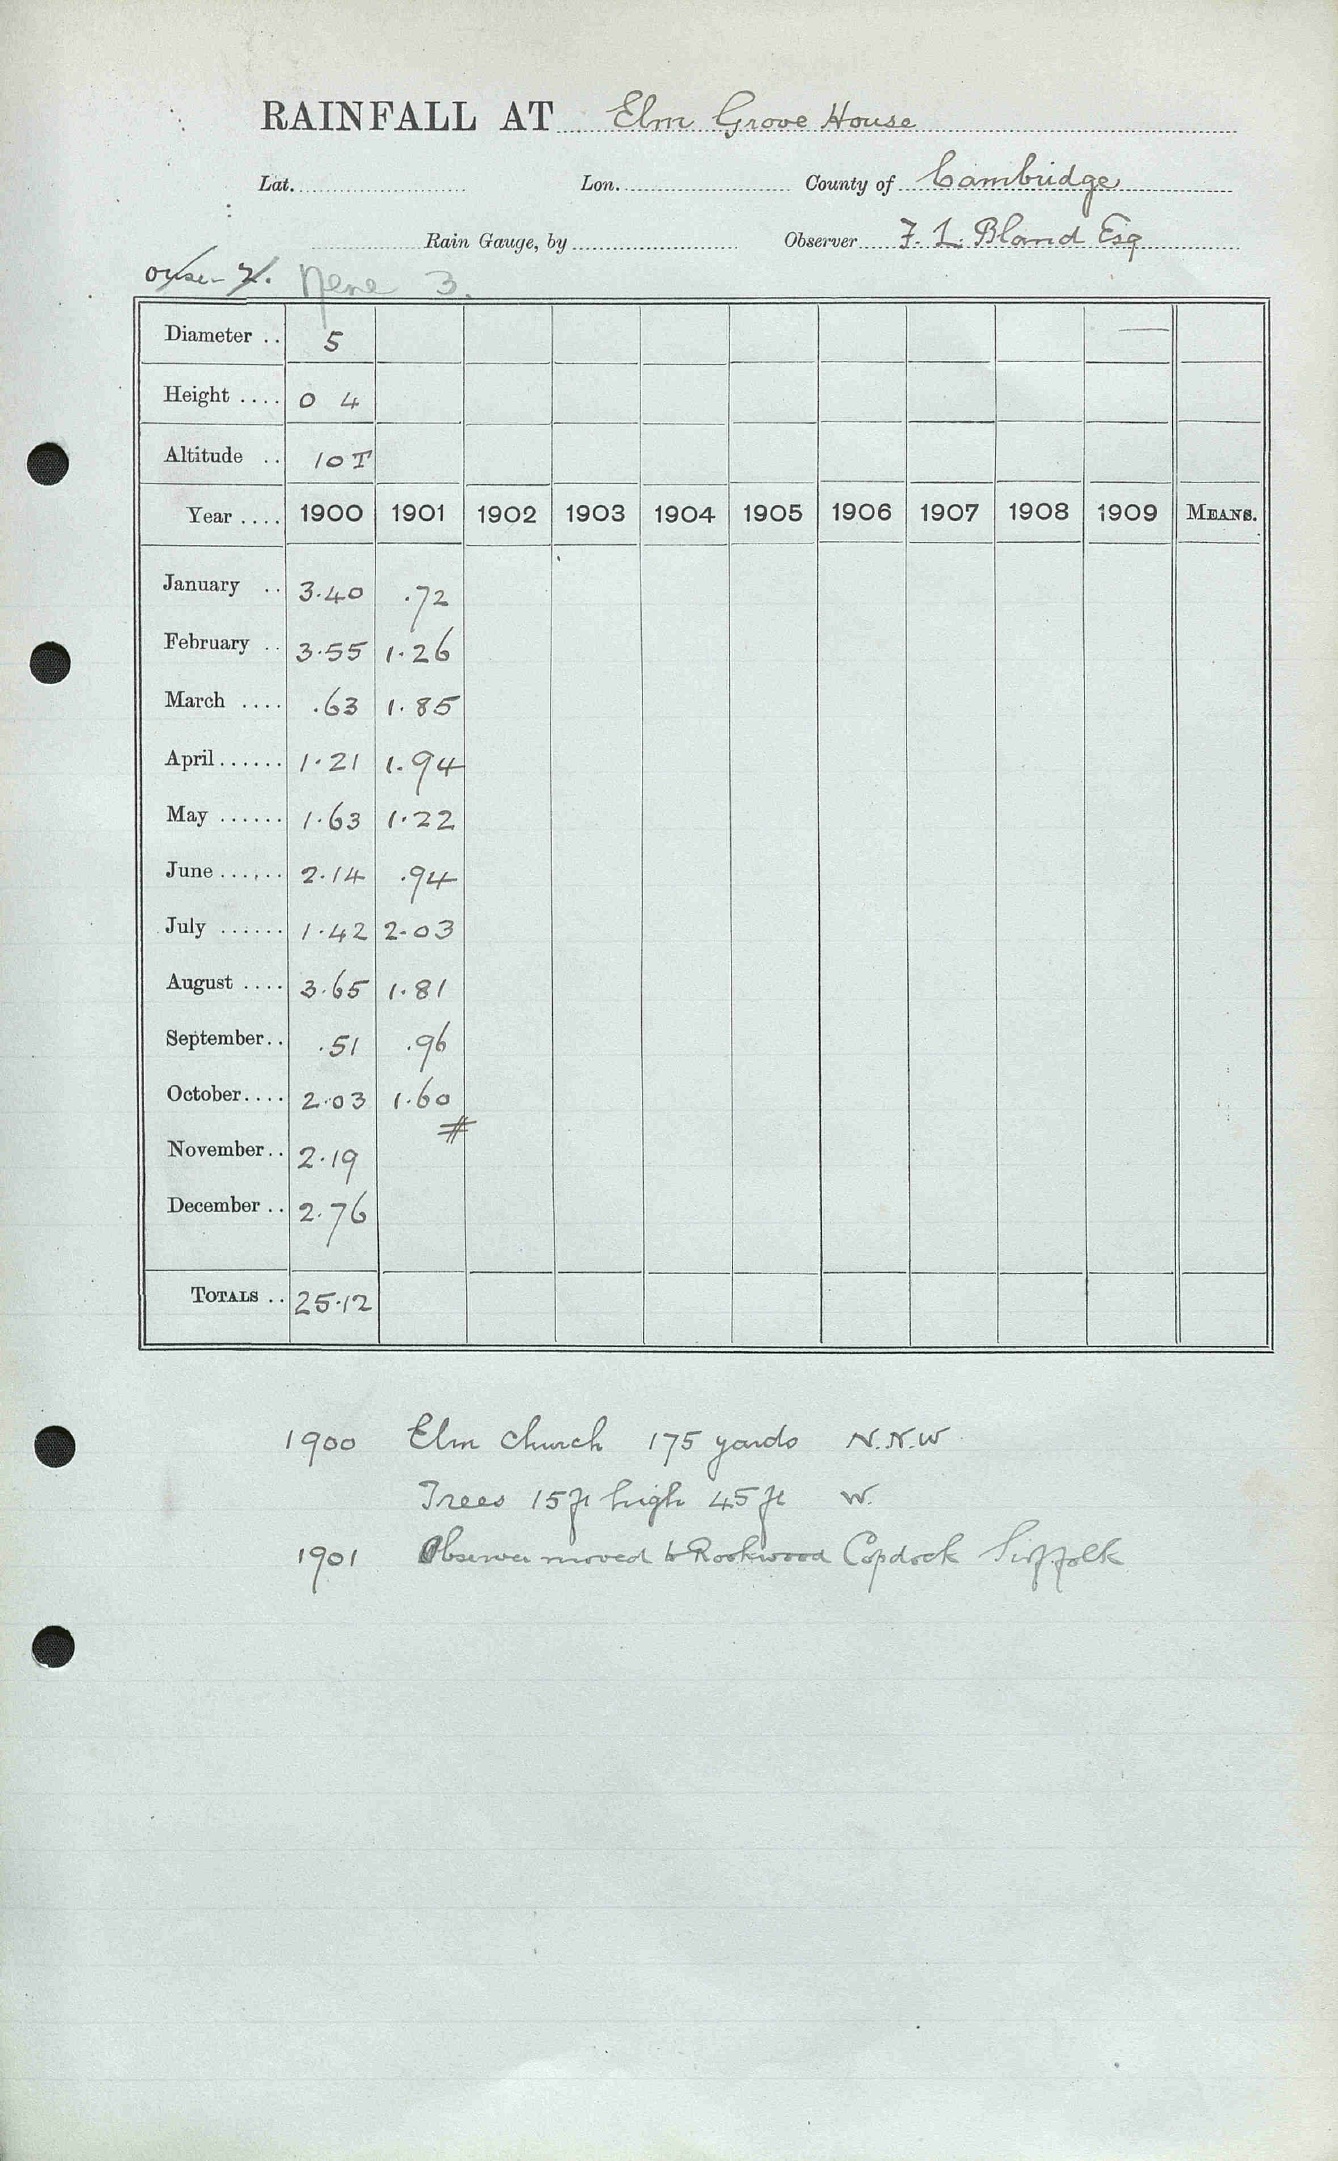 RAINFALL AT Elm Grove House
Lat. Lon. County of Cambridge
Rain Gauge, by Observer F. L. Bland Esq
Ouse 7. Nene 3.
Diameter .. 5
Height .... 0 4
Altitude .. 10 T
Year .... 1900 1901 1902 1903 1904 1905 1906 1907 1908 1909 MEANS.
January .. 3.40 .72
February .. 3.55 1.26
March .... .63 1.85
April ...... 1.21 1.94
May ...... 1.63 1.22
June ...... 2.14 .94
July ...... 1.42 2.03
August .... 3.65 1.81
September .. .51 .96
October .... 2.03 1.60
#
November .. 2.19
December .. 2.76
TOTALS .. 25.12
1900 Elm church 175 yards N.N.W
Trees 15 ft high 45 ft W.
1901 Observer moved to Rookwood Copdock Suffolk